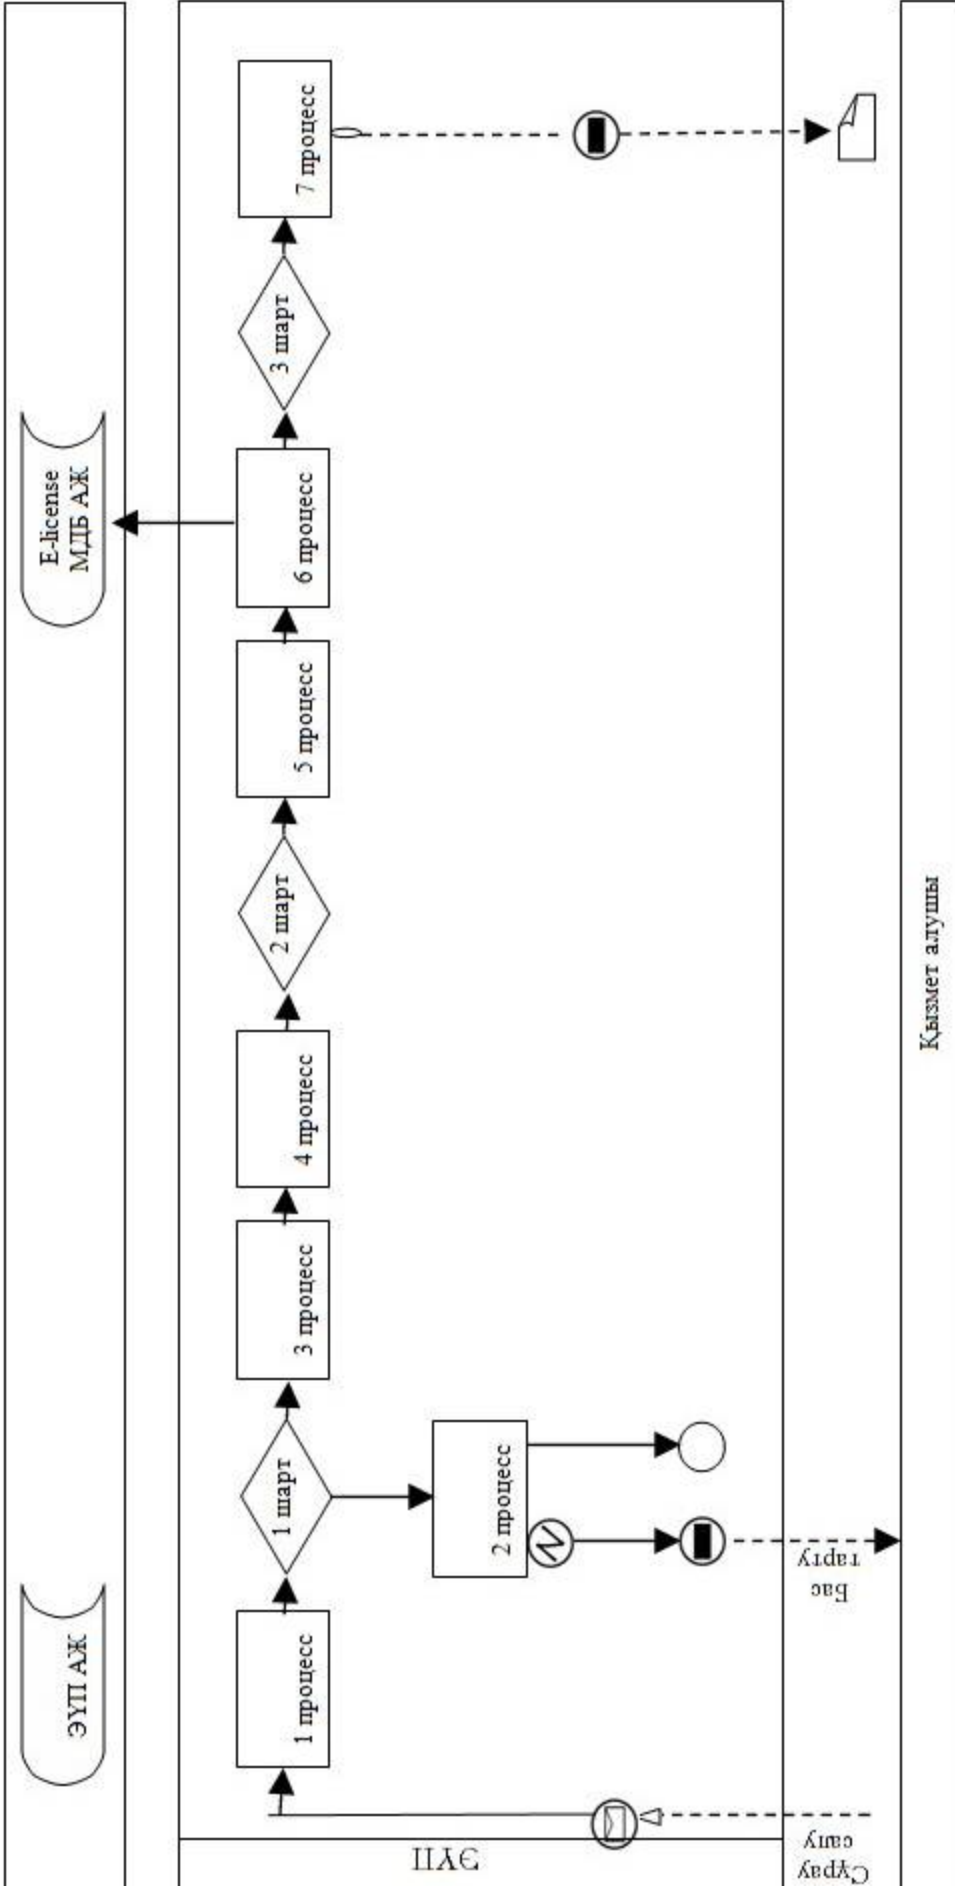 ЭҮП АЖ
E-license
МДБ АЖ
ЭҮП
1 процесс
1 шарт
2 процесс
3 процесс
4 процесс
2 шарт
5 процесс
6 процесс
3 шарт
7 процесс
Сұрау
салу
Бас
тарту
Қызмет алушы